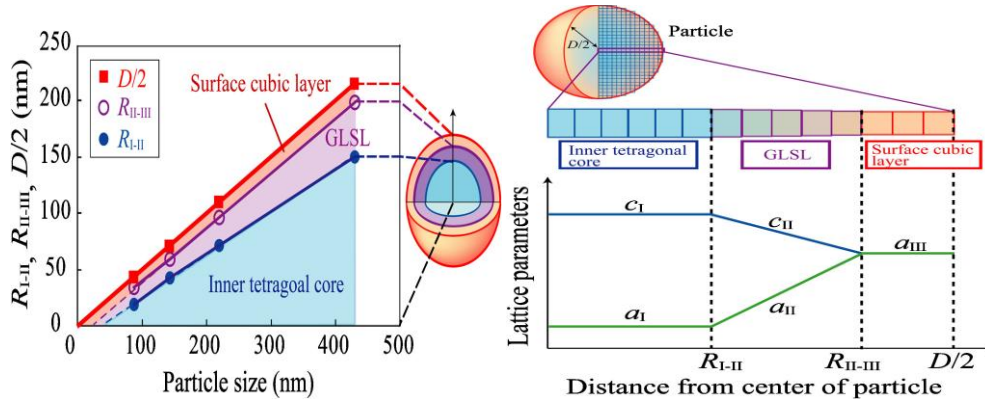 R_I-II, R_II-III, D/2 (nm)
250
200
150
100
50
0
D/2
R_II-III
R_I-II
Surface cubic layer
GLSL
Inner tetragoal core
0 100 200 300 400 500
Particle size (nm)
D/2
Particle
Inner tetragonal core
GLSL
Surface cubic layer
Lattice parameters
c_I
c_II
a_III
a_I
a_II
R_I-II R_II-III D/2
Distance from center of particle